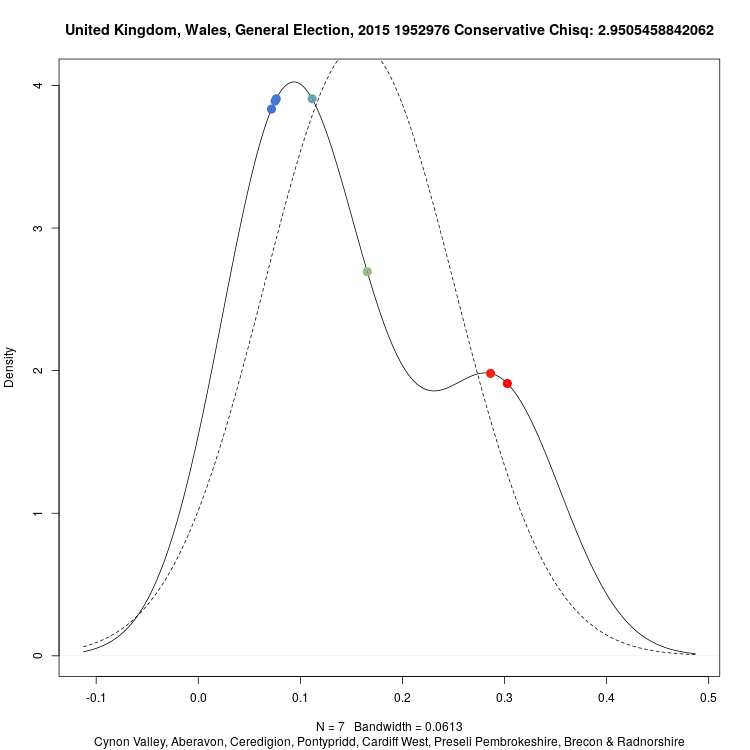 United Kingdom, Wales, General Election, 2015 1952976 Conservative Chisq: 2.9505458842062
4
3
2
1
0
Density
-0.1 0.0 0.1 0.2 0.3 0.4 0.5
N = 7 Bandwidth = 0.0613
Cynon Valley, Aberavon, Ceredigion, Pontypridd, Cardiff West, Preseli Pembrokeshire, Brecon & Radnorshire